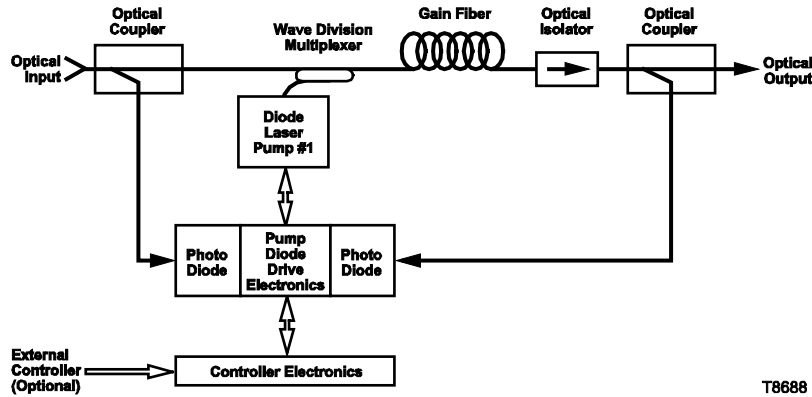 Optical
Coupler
Wave Division
Multiplexer
Gain Fiber
Optical
Isolator
Optical
Coupler
Optical
Input
Optical
Output
Diode
Laser
Pump #1
Photo
Diode
Pump
Diode
Drive
Electronics
Photo
Diode
External
Controller
(Optional)
Controller Electronics
T8688